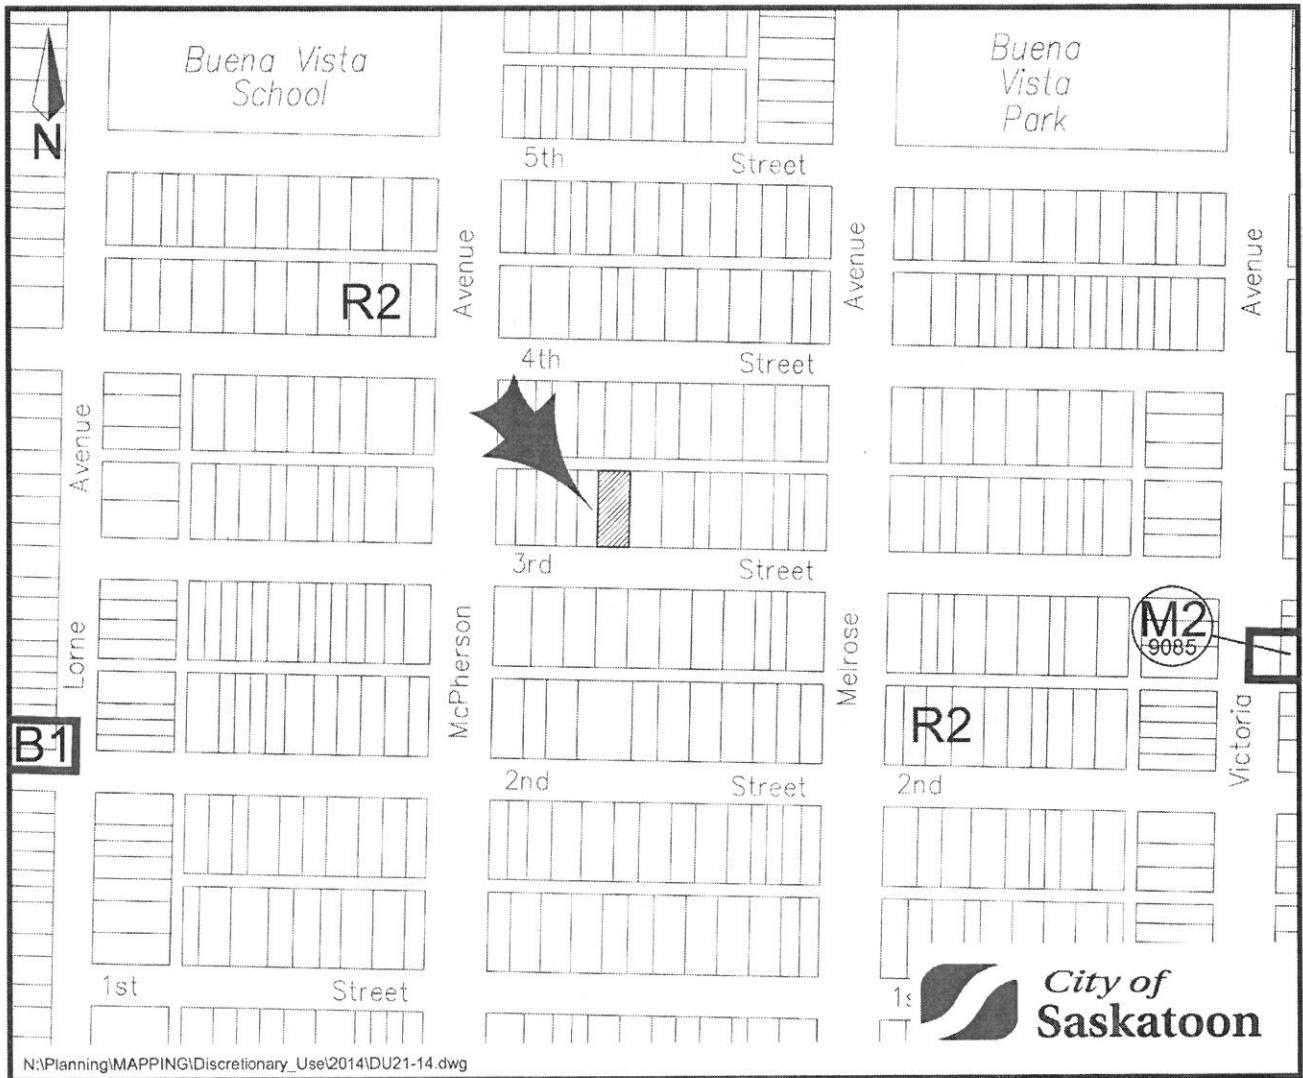 Buena Vista
School
Buena
Vista
Park
N
5th Street
Avenue
Avenue
Avenue
R2
4th Street
Avenue
3rd Street
Lorne
McPherson
Melrose
M2
9085
Victoria
B1
R2
2nd Street
2nd
1st Street
1s
City of
Saskatoon
N:\Planning\MAPPING\Discretionary_Use\2014\DU21-14.dwg